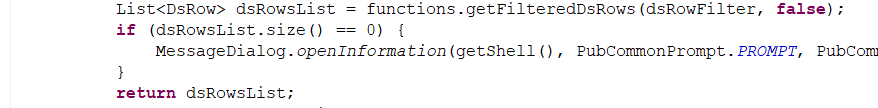 List<DsRow> dsRowsList = functions.getFilteredDsRows(dsRowFilter, false);
if (dsRowsList.size() == 0) {
MessageDialog.openInformation(getShell(), PubCommonPrompt.PROMPT, PubCom
}
return dsRowsList;